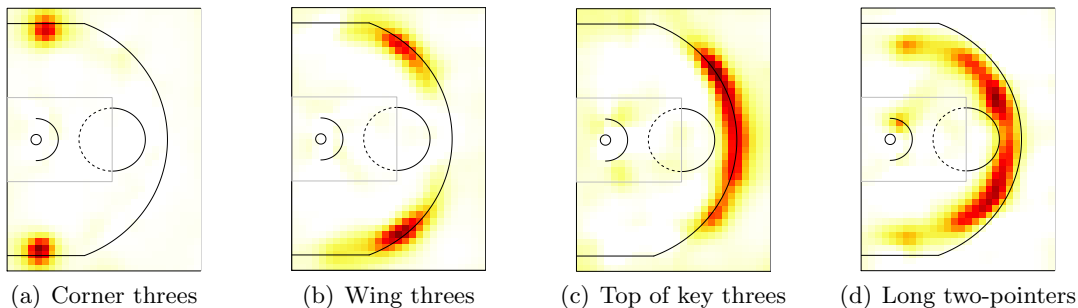 (a) Corner threes
(b) Wing threes
(c) Top of key threes
(d) Long two-pointers